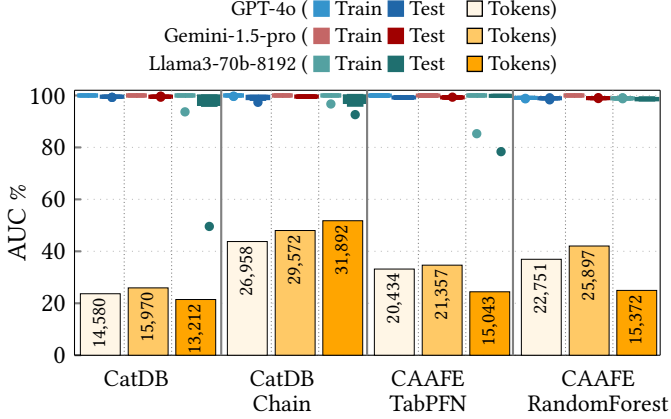 GPT-4o ( Train Test Tokens)
Gemini-1.5-pro ( Train Test Tokens)
Llama3-70b-8192 ( Train Test Tokens)
AUC %
100
80
60
40
20
0
14,580
15,970
13,212
26,958
29,572
31,892
20,434
21,357
15,043
22,751
25,897
15,372
CatDB
CatDB
Chain
CAAFE
TabPFN
CAAFE
RandomForest